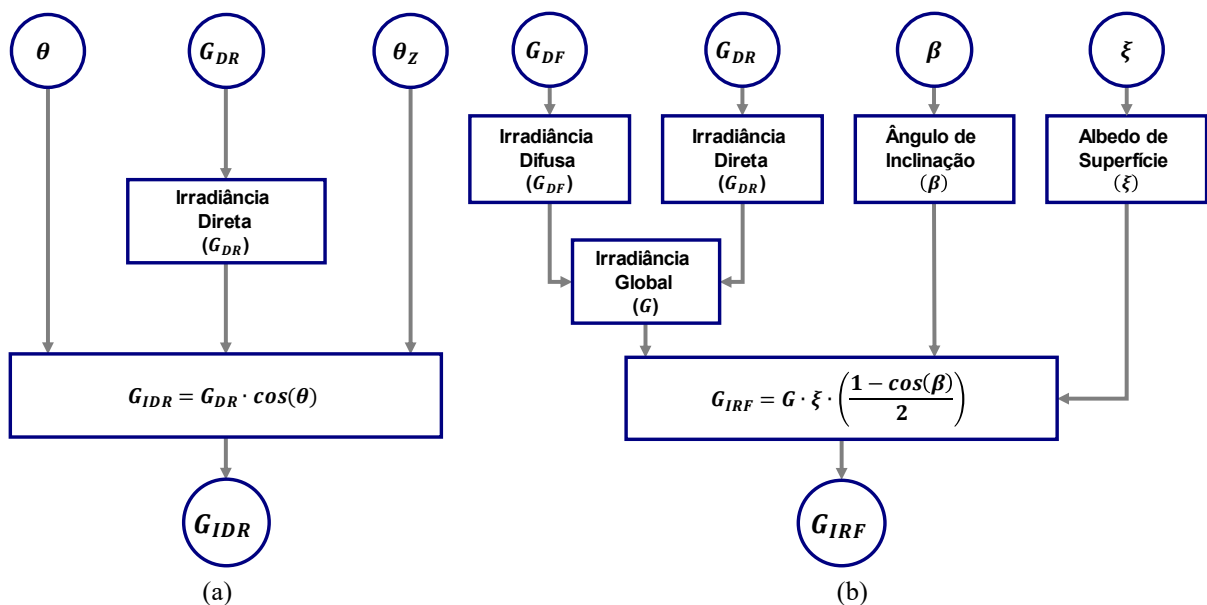 θ
G_DR
θ_Z
Irradiância
Direta
(G_DR)
G_IDR = G_DR · cos(θ)
G_IDR
(a)
G_DF
G_DR
β
ξ
Irradiância
Difusa
(G_DF)
Irradiância
Direta
(G_DR)
Ângulo de
Inclinação
(β)
Albedo de
Superfície
(ξ)
Irradiância
Global
(G)
G_IRF = G · ξ · ((1 − cos(β))/2)
G_IRF
(b)